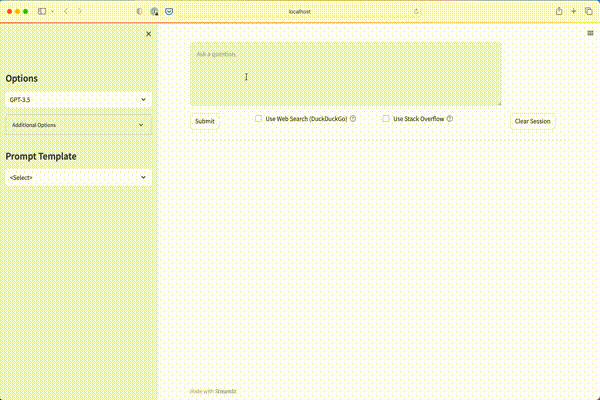 localhost
Options
GPT-3.5
Additional Options
Prompt Template
<Select>
Ask a question.
Submit
Use Web Search (DuckDuckGo)
Use Stack Overflow
Clear Session
Made with Streamlit